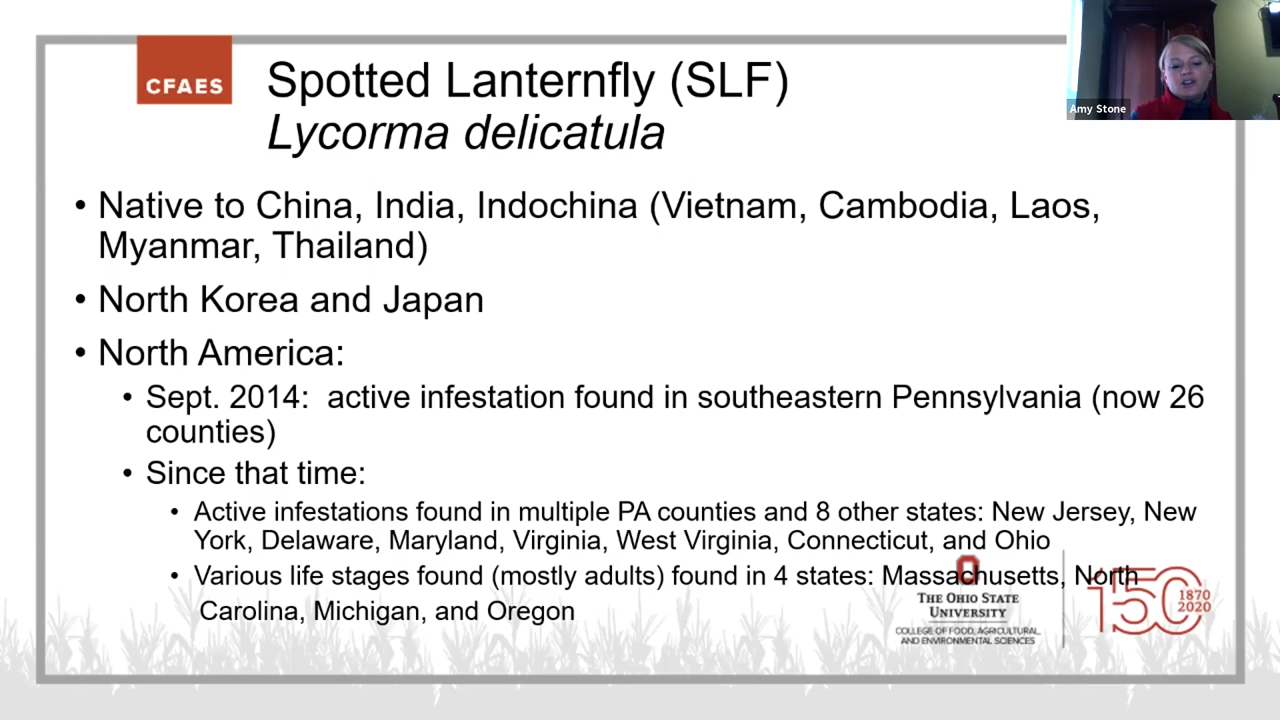 CFAES
Spotted Lanternfly (SLF)
Lycorma delicatula
Amy Stone
• Native to China, India, Indochina (Vietnam, Cambodia, Laos,
Myanmar, Thailand)
• North Korea and Japan
• North America:
• Sept. 2014:  active infestation found in southeastern Pennsylvania (now 26
counties)
• Since that time:
• Active infestations found in multiple PA counties and 8 other states: New Jersey, New
York, Delaware, Maryland, Virginia, West Virginia, Connecticut, and Ohio
• Various life stages found (mostly adults) found in 4 states: Massachusetts, North
Carolina, Michigan, and Oregon
THE OHIO STATE
UNIVERSITY
COLLEGE OF FOOD, AGRICULTURAL,
AND ENVIRONMENTAL SCIENCES
150
1870
2020